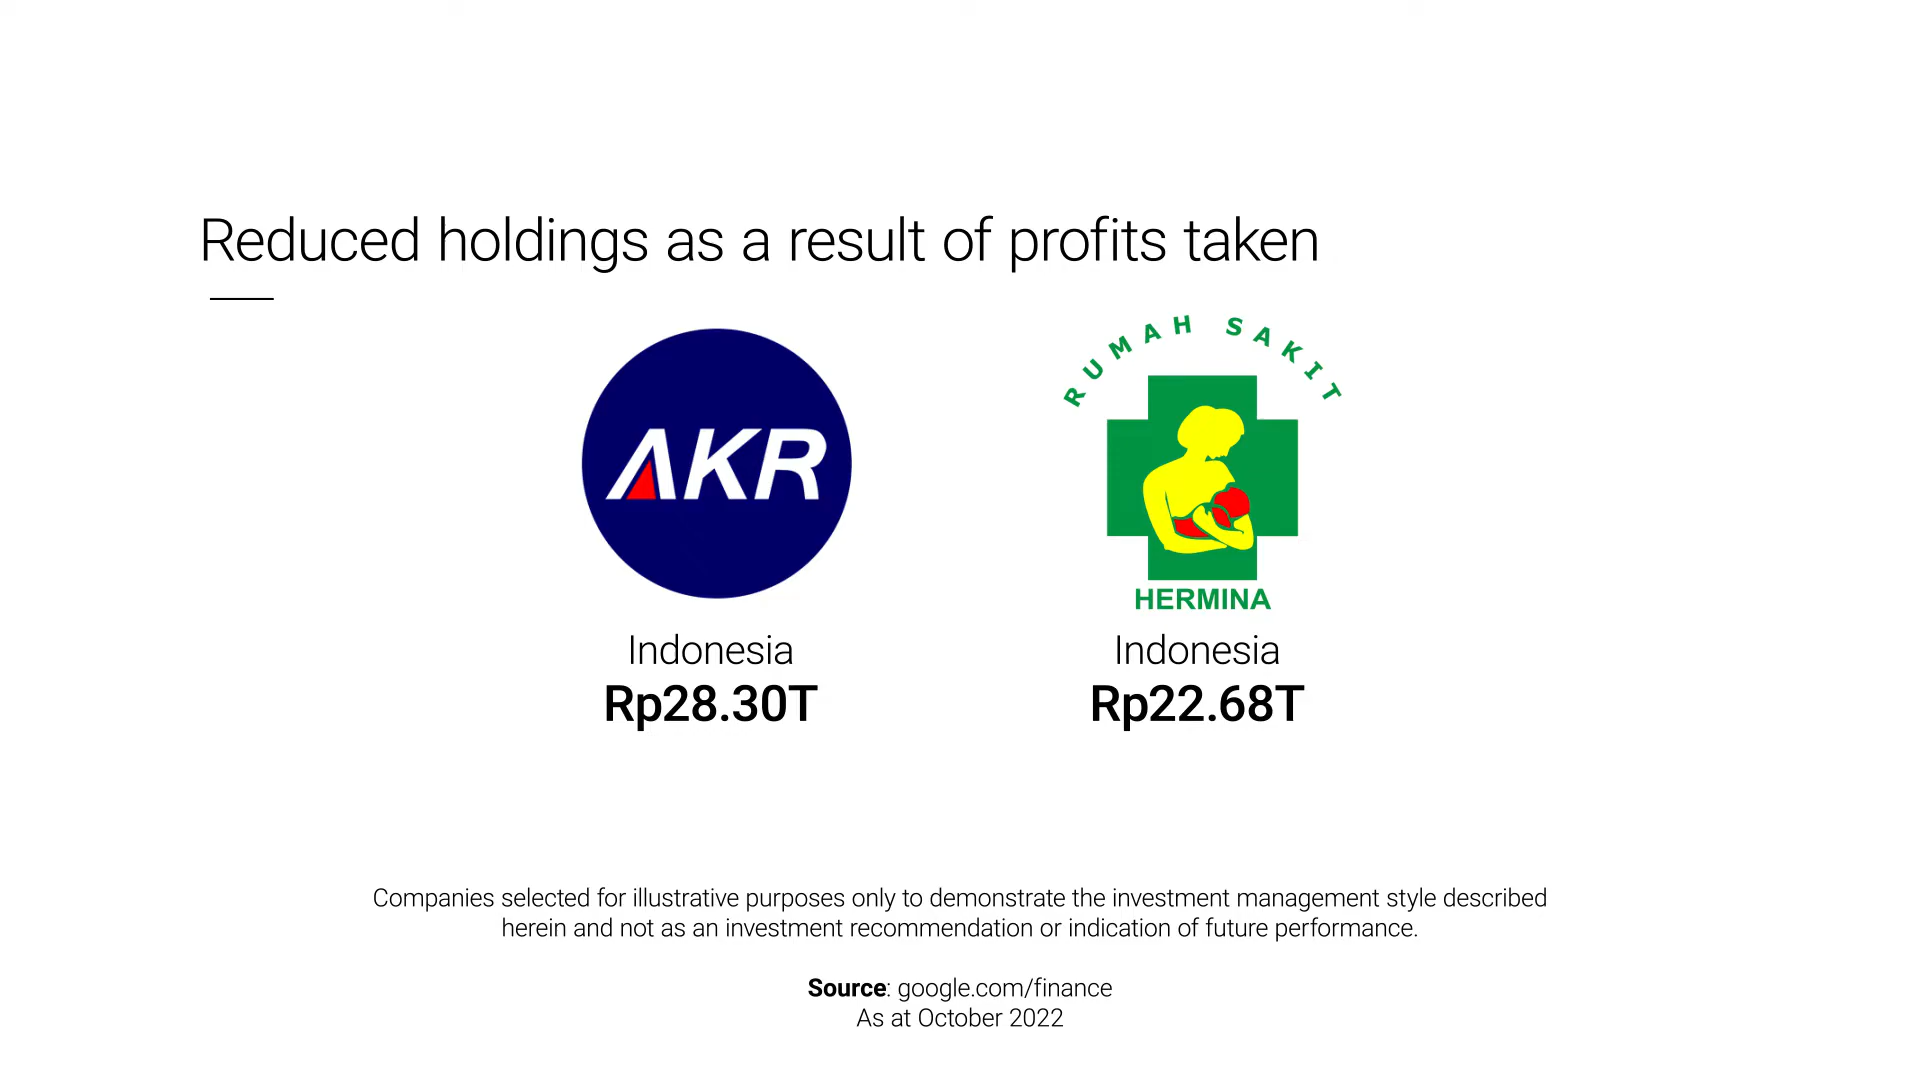 Reduced holdings as a result of profits taken
AKR
RUMAH SAKIT
HERMINA
Indonesia
Rp28.30T
Indonesia
Rp22.68T
Companies selected for illustrative purposes only to demonstrate the investment management style described
herein and not as an investment recommendation or indication of future performance.
Source: google.com/finance
As at October 2022